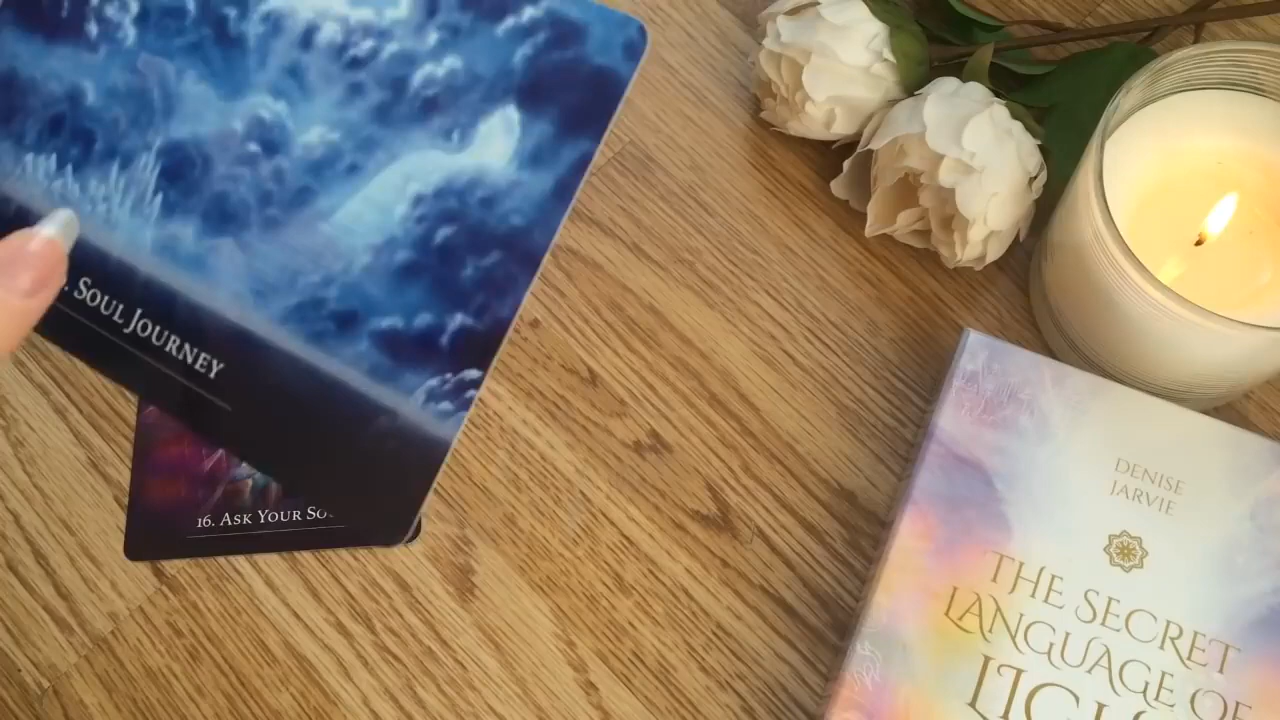 . SOUL JOURNEY
16. ASK YOUR SO
DENISE
JARVIE
THE SECRET
LANGUAGE OF